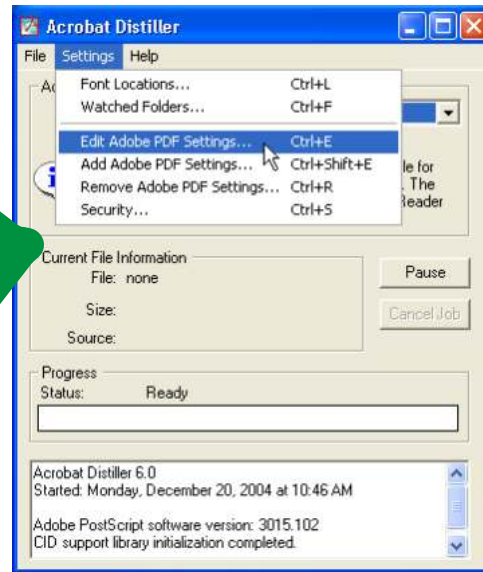 Acrobat Distiller
File Settings Help
Font Locations... Ctrl+L
Watched Folders... Ctrl+F
Edit Adobe PDF Settings... Ctrl+E
Add Adobe PDF Settings... Ctrl+Shift+E
Remove Adobe PDF Settings... Ctrl+R
Security... Ctrl+S
le for
. The
Reader
Current File Information
File: none
Size:
Source:
Pause
Cancel Job
Progress
Status: Ready
Acrobat Distiller 6.0
Started: Monday, December 20, 2004 at 10:46 AM
Adobe PostScript software version: 3015.102
CID support library initialization completed.